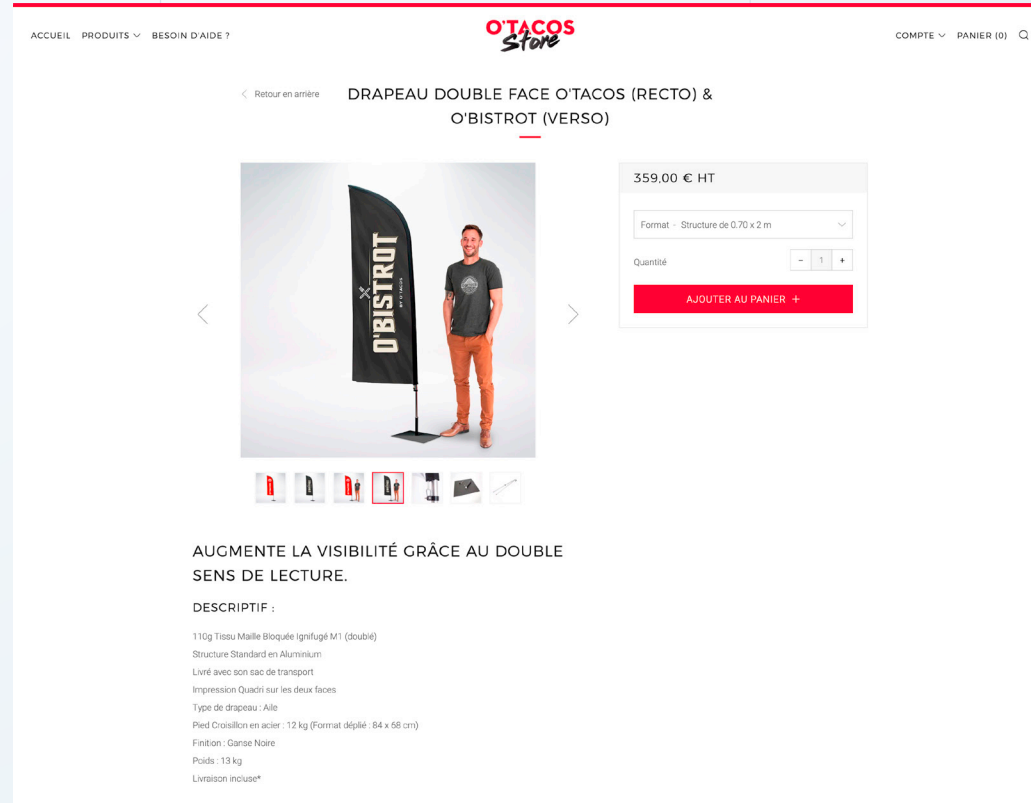 ACCUEIL PRODUITS BESOIN D'AIDE ?
O'TACOS
Store
COMPTE PANIER (0)
Retour en arrière
DRAPEAU DOUBLE FACE O'TACOS (RECTO) &
O'BISTROT (VERSO)
O'BISTROT
BY O'TACOS
359,00 € HT
Format - Structure de 0.70 x 2 m
Quantité
- 1 +
AJOUTER AU PANIER +
AUGMENTE LA VISIBILITÉ GRÂCE AU DOUBLE
SENS DE LECTURE.
DESCRIPTIF :
110g Tissu Maille Bloquée Ignifugé M1 (doublé)
Structure Standard en Aluminium
Livré avec son sac de transport
Impression Quadri sur les deux faces
Type de drapeau : Aile
Pied Croisillon en acier : 12 kg (Format déplié : 84 x 68 cm)
Finition : Ganse Noire
Poids : 13 kg
Livraison incluse*